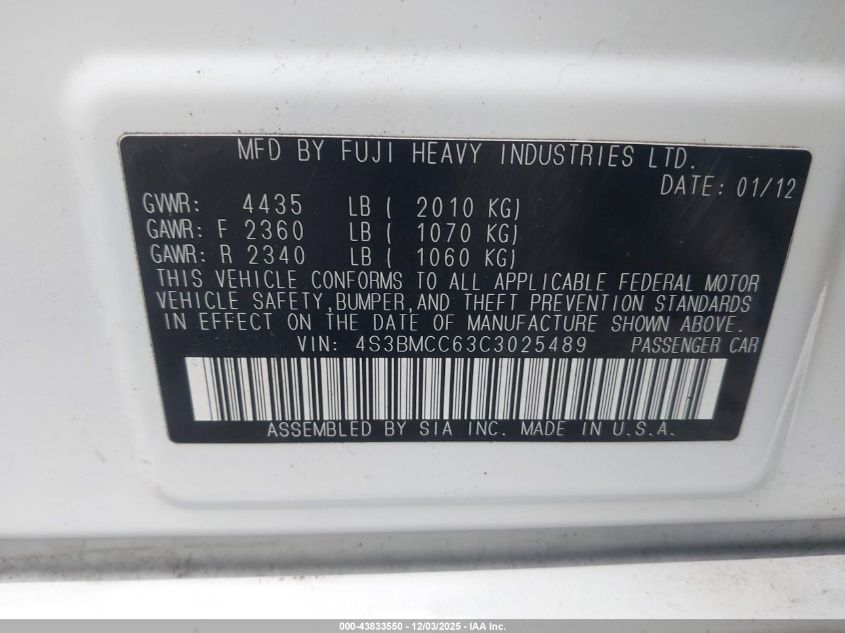 MFD BY FUJI HEAVY INDUSTRIES LTD.
DATE: 01/12
GVWR: 4435 LB ( 2010 KG)
GAWR: F 2360 LB ( 1070 KG)
GAWR: R 2340 LB ( 1060 KG)
THIS VEHICLE CONFORMS TO ALL APPLICABLE FEDERAL MOTOR
VEHICLE SAFETY,BUMPER,AND THEFT PREVENTION STANDARDS
IN EFFECT ON THE DATE OF MANUFACTURE SHOWN ABOVE.
VIN: 4S3BMCC63C3025489 PASSENGER CAR
ASSEMBLED BY SIA INC. MADE IN U.S.A.
000-43833550 - 12/03/2025 - IAA Inc.